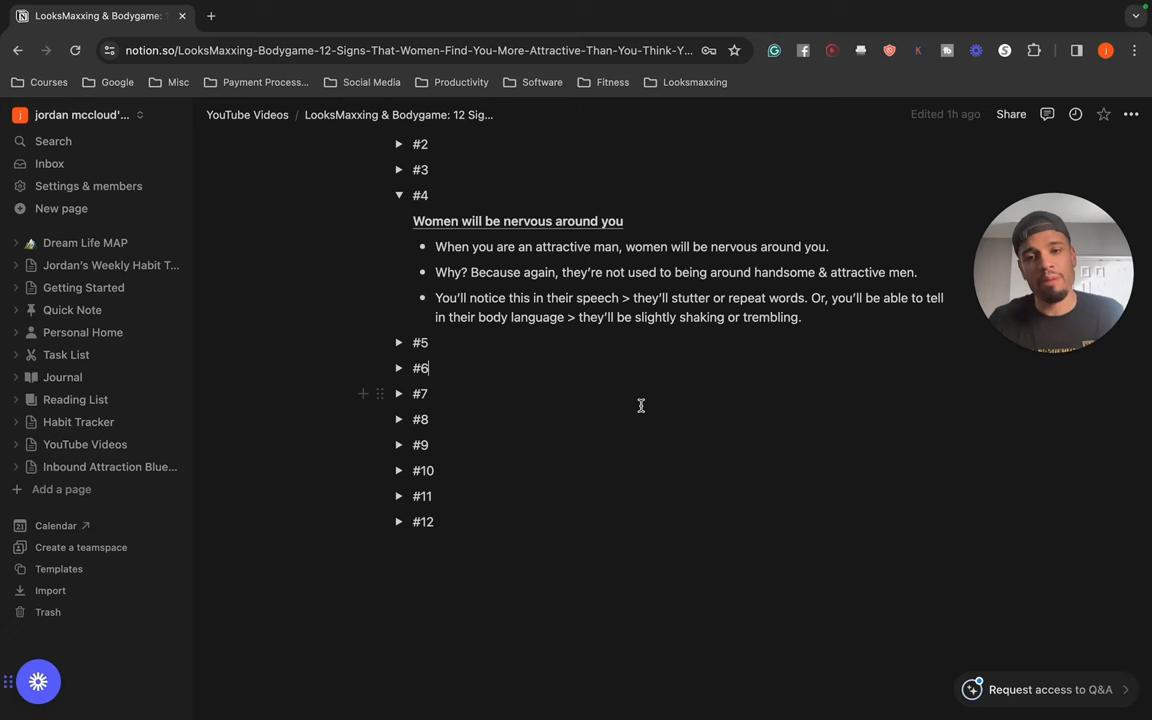 LooksMaxxing & Bodygame: 
notion.so/LooksMaxxing-Bodygame-12-Signs-That-Women-Find-You-More-Attractive-Than-You-Think-Y...
Courses Google Misc Payment Process... Social Media Productivity Software Fitness Looksmaxxing
jordan mccloud'...
YouTube Videos / LooksMaxxing & Bodygame: 12 Sig...
Edited 1h ago Share
Search
Inbox
Settings & members
New page
Dream Life MAP
Jordan's Weekly Habit T...
Getting Started
Quick Note
Personal Home
Task List
Journal
Reading List
Habit Tracker
YouTube Videos
Inbound Attraction Blue...
Add a page
Calendar
Create a teamspace
Templates
Import
Trash
#2
#3
#4
Women will be nervous around you
When you are an attractive man, women will be nervous around you.
Why? Because again, they're not used to being around handsome & attractive men.
You'll notice this in their speech > they'll stutter or repeat words. Or, you'll be able to tell
in their body language > they'll be slightly shaking or trembling.
#5
#6
#7
#8
#9
#10
#11
#12
Request access to Q&A